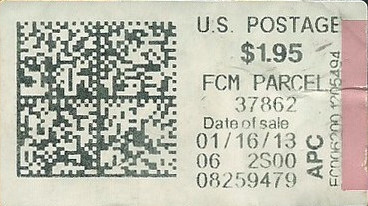 U.S. POSTAGE
$1.95
FCM PARCEL
37862
Date of sale
01/16/13
06 2S00
08259479
APC